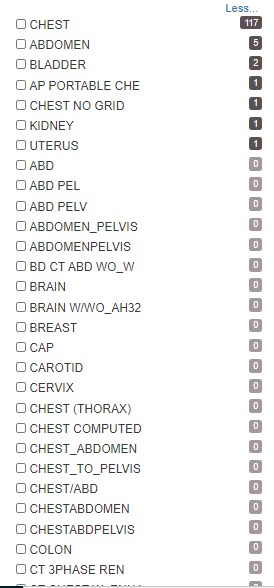 Less...
CHEST 117
ABDOMEN 5
BLADDER 2
AP PORTABLE CHE 1
CHEST NO GRID 1
KIDNEY 1
UTERUS 1
ABD 0
ABD PEL 0
ABD PELV 0
ABDOMEN_PELVIS 0
ABDOMENPELVIS 0
BD CT ABD WO_W 0
BRAIN 0
BRAIN W/WO_AH32 0
BREAST 0
CAP 0
CAROTID 0
CERVIX 0
CHEST (THORAX) 0
CHEST COMPUTED 0
CHEST_ABDOMEN 0
CHEST_TO_PELVIS 0
CHEST/ABD 0
CHESTABDOMEN 0
CHESTABDPELVIS 0
COLON 0
CT 3PHASE REN 0